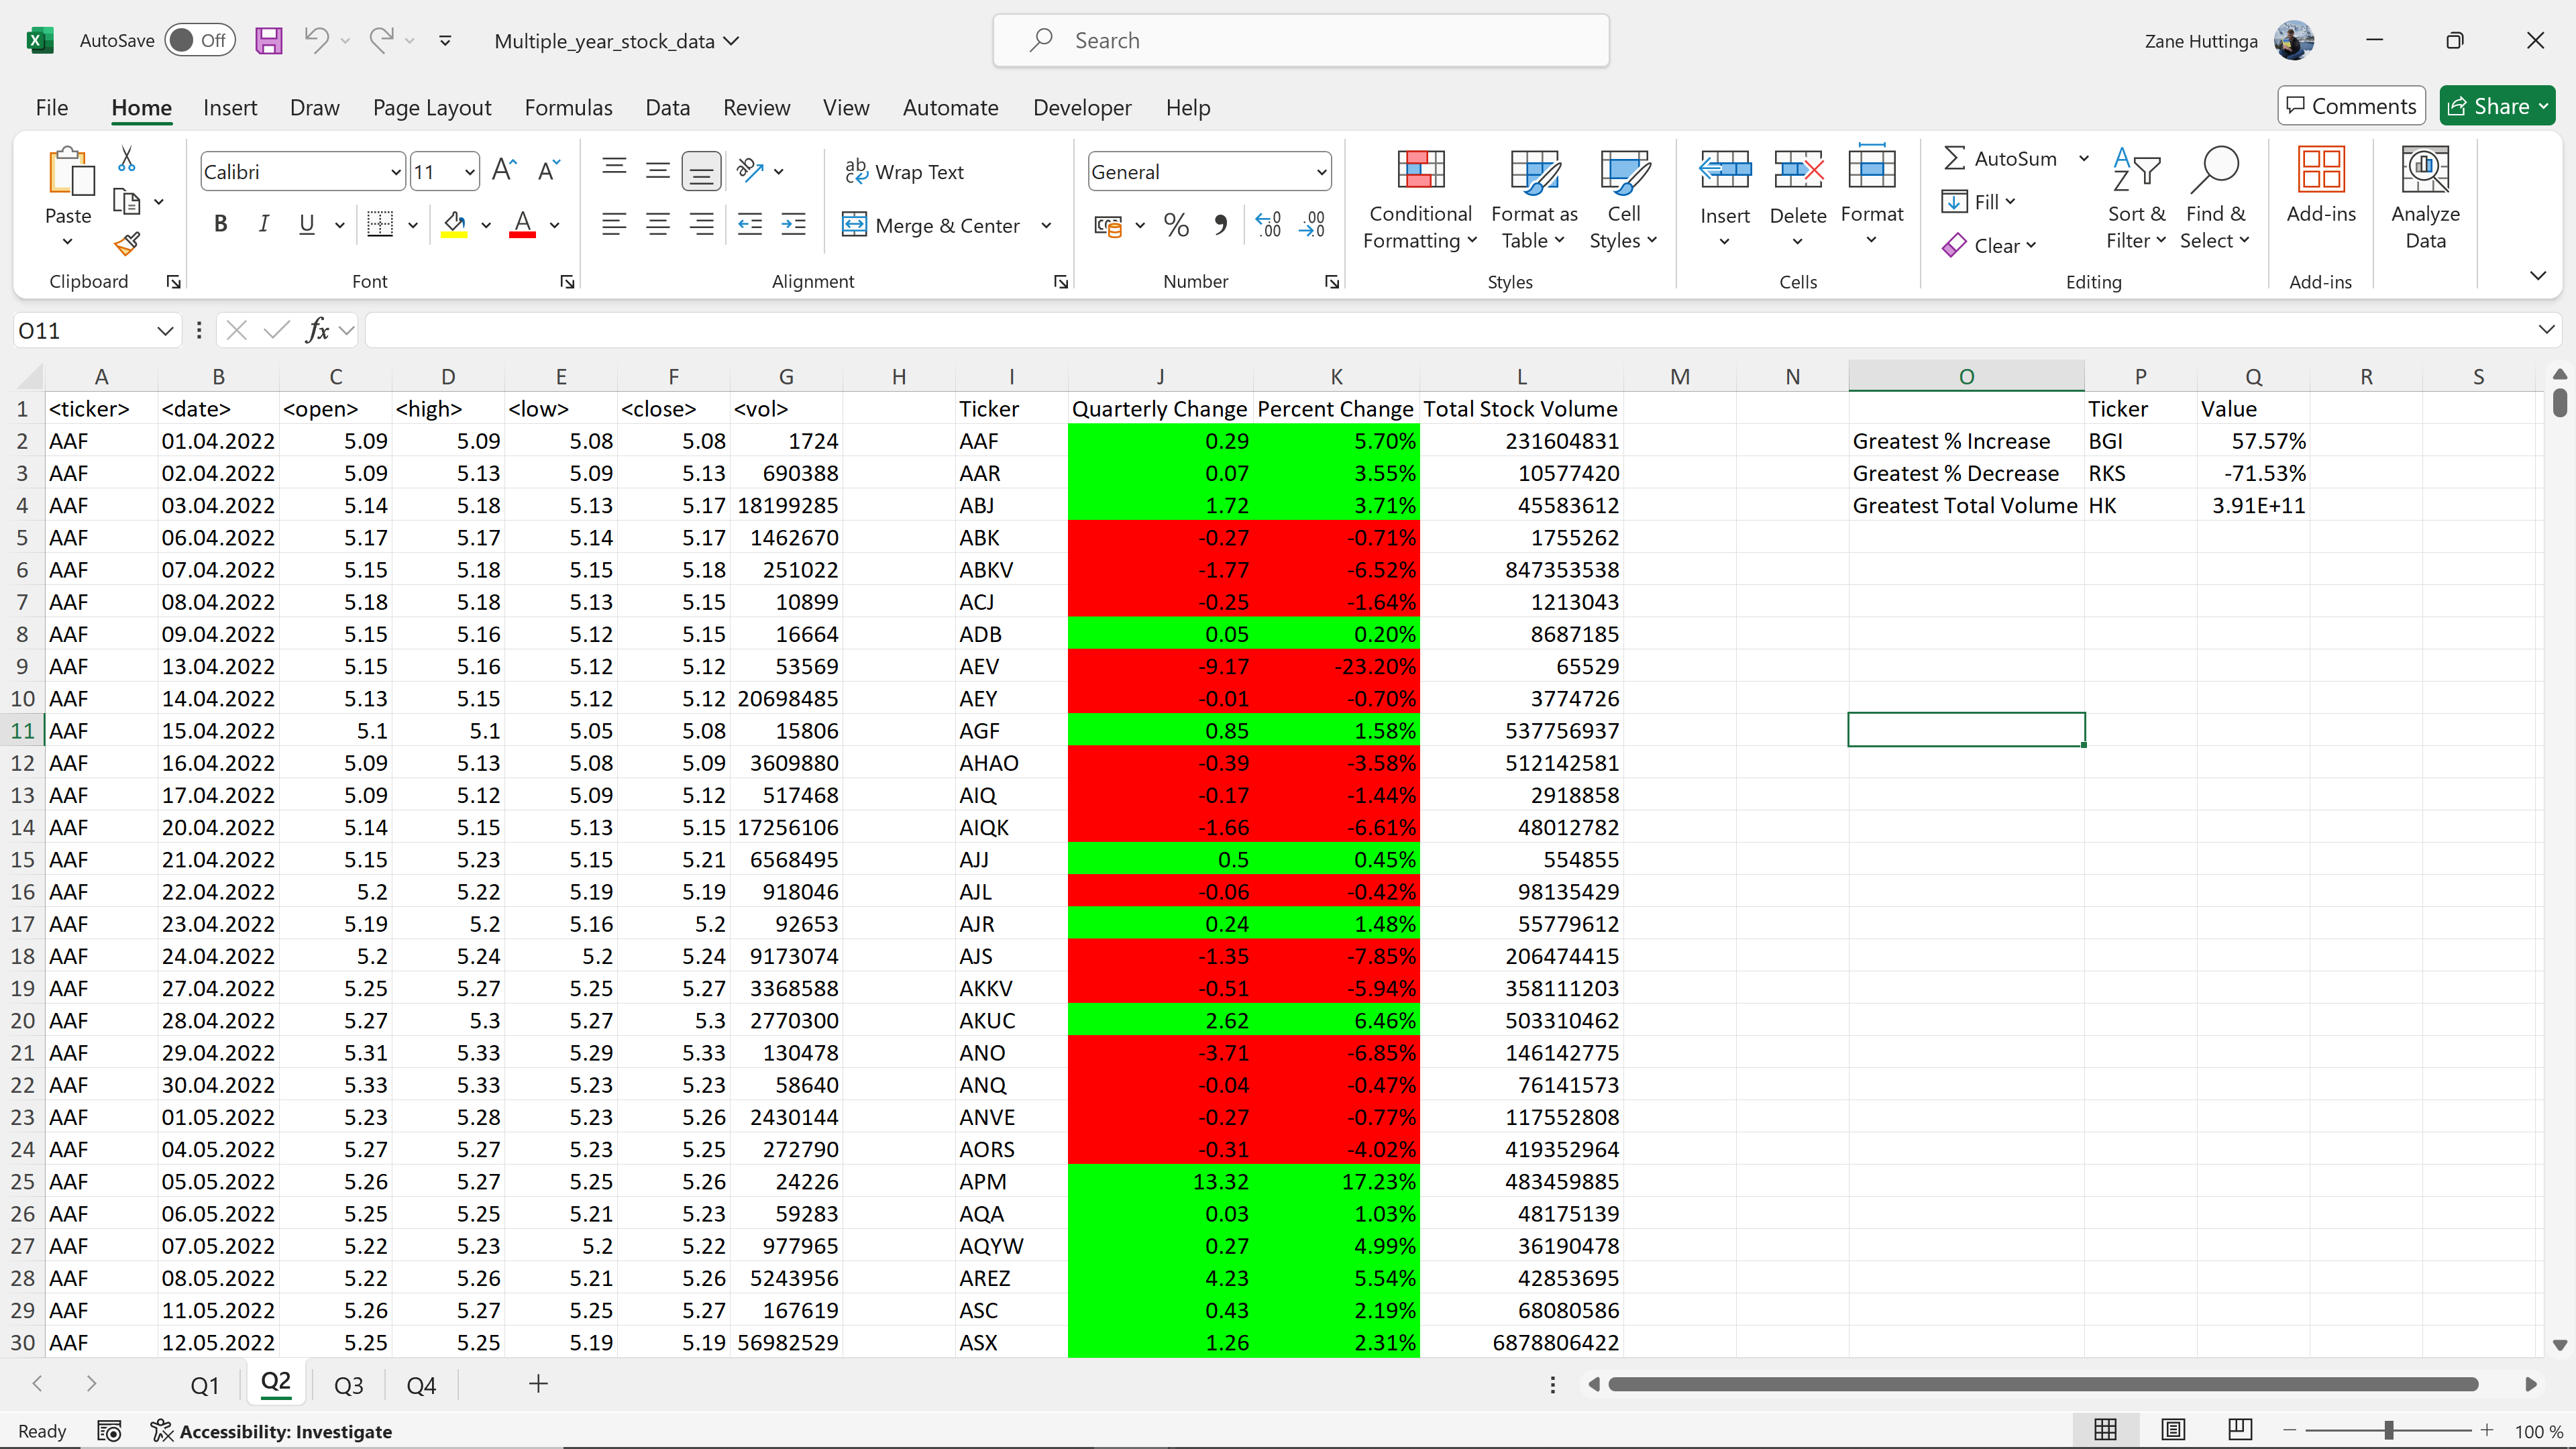 AutoSave Off Multiple_year_stock_data Search Zane Huttinga
File Home Insert Draw Page Layout Formulas Data Review View Automate Developer Help Comments Share
Paste Calibri 11 Wrap Text General Conditional Formatting Format as Table Cell Styles Insert Delete Format AutoSum Sort & Filter Find & Select Add-ins Analyze Data
B I U Merge & Center Fill Clear
Clipboard Font Alignment Number Styles Cells Editing Add-ins
O11 fx
A B C D E F G H I J K L M N O P Q R S
1 <ticker> <date> <open> <high> <low> <close> <vol> Ticker Quarterly Change Percent Change Total Stock Volume Ticker Value
2 AAF 01.04.2022 5.09 5.09 5.08 5.08 1724 AAF 0.29 5.70% 231604831 Greatest % Increase BGI 57.57%
3 AAF 02.04.2022 5.09 5.13 5.09 5.13 690388 AAR 0.07 3.55% 10577420 Greatest % Decrease RKS -71.53%
4 AAF 03.04.2022 5.14 5.18 5.13 5.17 18199285 ABJ 1.72 3.71% 45583612 Greatest Total Volume HK 3.91E+11
5 AAF 06.04.2022 5.17 5.17 5.14 5.17 1462670 ABK -0.27 -0.71% 1755262
6 AAF 07.04.2022 5.15 5.18 5.15 5.18 251022 ABKV -1.77 -6.52% 847353538
7 AAF 08.04.2022 5.18 5.18 5.13 5.15 10899 ACJ -0.25 -1.64% 1213043
8 AAF 09.04.2022 5.15 5.16 5.12 5.15 16664 ADB 0.05 0.20% 8687185
9 AAF 13.04.2022 5.15 5.16 5.12 5.12 53569 AEV -9.17 -23.20% 65529
10 AAF 14.04.2022 5.13 5.15 5.12 5.12 20698485 AEY -0.01 -0.70% 3774726
11 AAF 15.04.2022 5.1 5.1 5.05 5.08 15806 AGF 0.85 1.58% 537756937
12 AAF 16.04.2022 5.09 5.13 5.08 5.09 3609880 AHAO -0.39 -3.58% 512142581
13 AAF 17.04.2022 5.09 5.12 5.09 5.12 517468 AIQ -0.17 -1.44% 2918858
14 AAF 20.04.2022 5.14 5.15 5.13 5.15 17256106 AIQK -1.66 -6.61% 48012782
15 AAF 21.04.2022 5.15 5.23 5.15 5.21 6568495 AJJ 0.5 0.45% 554855
16 AAF 22.04.2022 5.2 5.22 5.19 5.19 918046 AJL -0.06 -0.42% 98135429
17 AAF 23.04.2022 5.19 5.2 5.16 5.2 92653 AJR 0.24 1.48% 55779612
18 AAF 24.04.2022 5.2 5.24 5.2 5.24 9173074 AJS -1.35 -7.85% 206474415
19 AAF 27.04.2022 5.25 5.27 5.25 5.27 3368588 AKKV -0.51 -5.94% 358111203
20 AAF 28.04.2022 5.27 5.3 5.27 5.3 2770300 AKUC 2.62 6.46% 503310462
21 AAF 29.04.2022 5.31 5.33 5.29 5.33 130478 ANO -3.71 -6.85% 146142775
22 AAF 30.04.2022 5.33 5.33 5.23 5.23 58640 ANQ -0.04 -0.47% 76141573
23 AAF 01.05.2022 5.23 5.28 5.23 5.26 2430144 ANVE -0.27 -0.77% 117552808
24 AAF 04.05.2022 5.27 5.27 5.23 5.25 272790 AORS -0.31 -4.02% 419352964
25 AAF 05.05.2022 5.26 5.27 5.25 5.26 24226 APM 13.32 17.23% 483459885
26 AAF 06.05.2022 5.25 5.25 5.21 5.23 59283 AQA 0.03 1.03% 48175139
27 AAF 07.05.2022 5.22 5.23 5.2 5.22 977965 AQYW 0.27 4.99% 36190478
28 AAF 08.05.2022 5.22 5.26 5.21 5.26 5243956 AREZ 4.23 5.54% 42853695
29 AAF 11.05.2022 5.26 5.27 5.25 5.27 167619 ASC 0.43 2.19% 68080586
30 AAF 12.05.2022 5.25 5.25 5.19 5.19 56982529 ASX 1.26 2.31% 6878806422
Q1 Q2 Q3 Q4
Ready Accessibility: Investigate 100 %